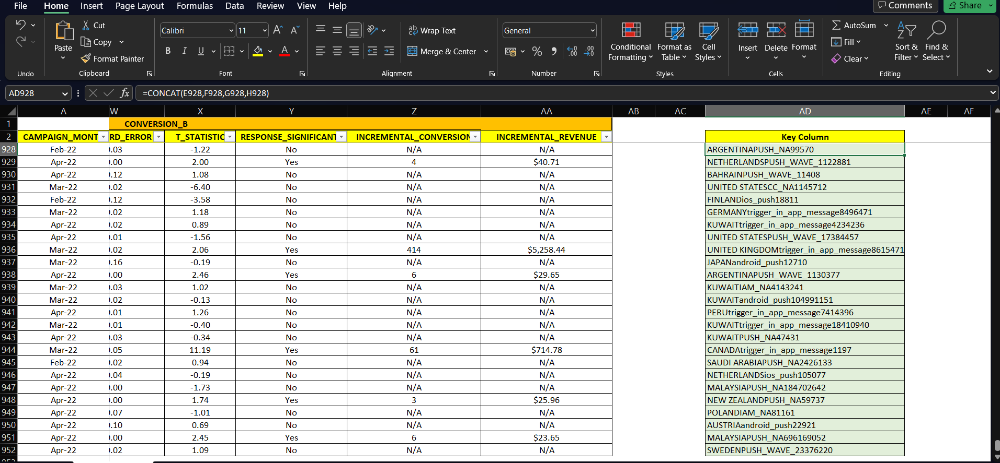 File Home Insert Page Layout Formulas Data Review View Help Comments Share
Cut
Calibri 11 A A Wrap Text General AutoSum
Paste Copy Conditional Formatting Format as Table Cell Styles Insert Delete Format Fill Sort & Filter Find & Select
B I U A Merge & Center % 9 .00
Format Painter Clear
Undo Clipboard Font Alignment Number Styles Cells Editing
AD928 fx =CONCAT(E928,F928,G928,H928)
A W X Y Z AA AB AC AD AE AF
1 CONVERSION_B
2 CAMPAIGN_MONT RD_ERROR T_STATISTIC RESPONSE_SIGNIFICANT INCREMENTAL_CONVERSION INCREMENTAL_REVENUE Key Column
928 Feb-22 .03 -1.22 No N/A N/A ARGENTINAPUSH_NA99570
929 Apr-22 .00 2.00 Yes 4 $40.71 NETHERLANDSPUSH_WAVE_1122881
930 Apr-22 .12 1.08 No N/A N/A BAHRAINPUSH_WAVE_11408
931 Mar-22 .02 -6.40 No N/A N/A UNITED STATESCC_NA1145712
932 Feb-22 .12 -3.58 No N/A N/A FINLANDios_push18811
933 Mar-22 .02 1.18 No N/A N/A GERMANYtrigger_in_app_message8496471
934 Apr-22 .02 0.89 No N/A N/A KUWAITtrigger_in_app_message4234236
935 Apr-22 .01 -1.56 No N/A N/A UNITED STATESPUSH_WAVE_17384457
936 Mar-22 .02 2.06 Yes 414 $5,258.44 UNITED KINGDOMtrigger_in_app_message8615471
937 Mar-22 .16 -0.19 No N/A N/A JAPANandroid_push12710
938 Apr-22 .00 2.46 Yes 6 $29.65 ARGENTINAPUSH_WAVE_1130377
939 Mar-22 .03 1.02 No N/A N/A KUWAITIAM_NA4143241
940 Mar-22 .02 -0.13 No N/A N/A KUWAITandroid_push104991151
941 Apr-22 .01 1.26 No N/A N/A PERUtrigger_in_app_message7414396
942 Mar-22 .01 -0.40 No N/A N/A KUWAITtrigger_in_app_message18410940
943 Apr-22 .03 -0.34 No N/A N/A KUWAITPUSH_NA47431
944 Mar-22 .05 11.19 Yes 61 $714.78 CANADAtrigger_in_app_message1197
945 Feb-22 .02 0.94 No N/A N/A SAUDI ARABIAPUSH_NA2426133
946 Apr-22 .04 -0.19 No N/A N/A NETHERLANDSios_push105077
947 Apr-22 .00 -1.73 No N/A N/A MALAYSIAPUSH_NA184702642
948 Apr-22 .00 1.74 Yes 3 $25.96 NEW ZEALANDPUSH_NA59737
949 Apr-22 .07 -1.01 No N/A N/A POLANDIAM_NA81161
950 Apr-22 .10 0.69 No N/A N/A AUSTRIAandroid_push22921
951 Apr-22 .00 2.45 Yes 6 $23.65 MALAYSIAPUSH_NA696169052
952 Apr-22 .02 1.09 No N/A N/A SWEDENPUSH_WAVE_23376220